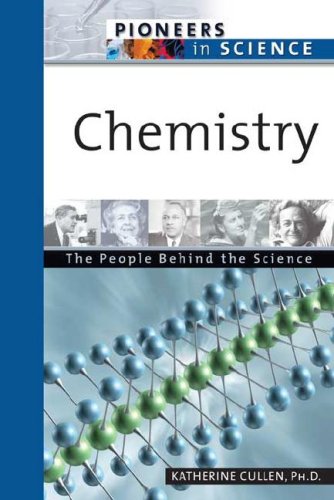 PIONEERS
in SCIENCE
Chemistry
The People Behind the Science
KATHERINE CULLEN, PH.D.